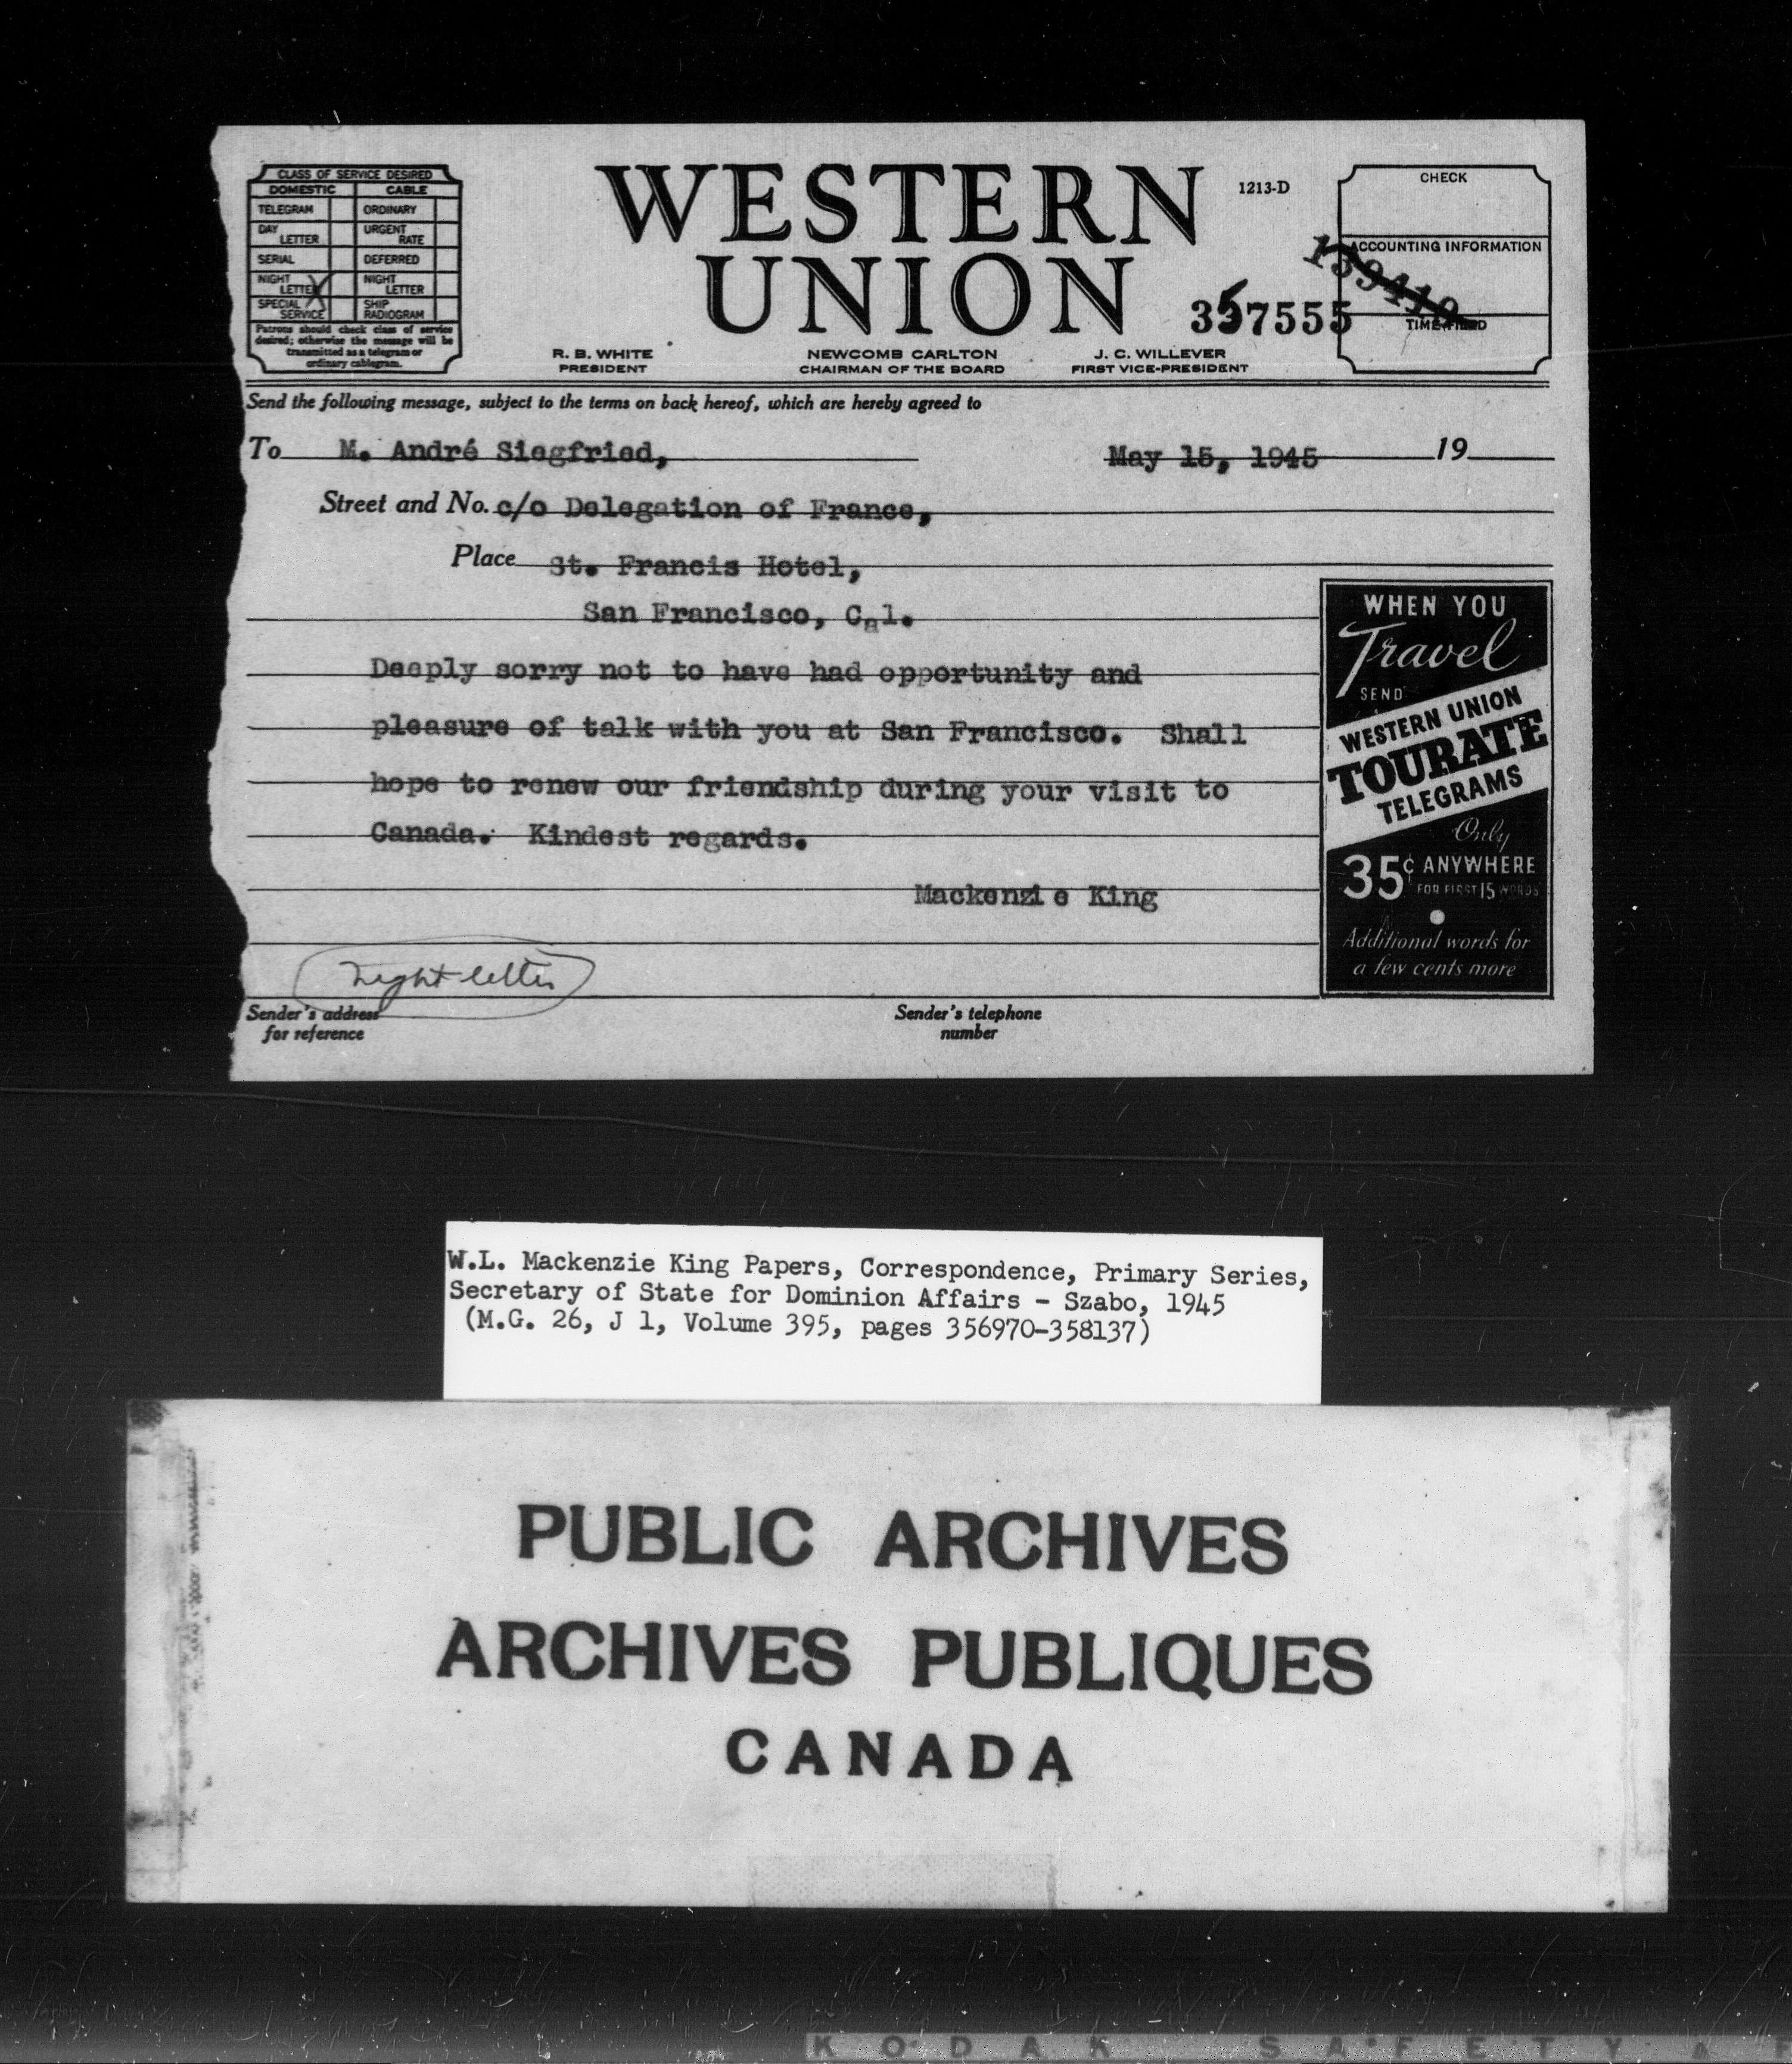 CLASS OF SERVICE DESIRED
DOMESTIC CABLE
TELEGRAM ORDINARY
DAY LETTER URGENT RATE
SERIAL DEFERRED
NIGHT LETTER NIGHT LETTER
SPECIAL SERVICE SHIP RADIOGRAM
Patrons should check class of service
desired; otherwise the message will be
transmitted as a telegram or
ordinary cablegram.
WESTERN
UNION
1213-D
357555
CHECK
ACCOUNTING INFORMATION
139410
TIME FILED
R. B. WHITE
PRESIDENT
NEWCOMB CARLTON
CHAIRMAN OF THE BOARD
J. C. WILLEVER
FIRST VICE-PRESIDENT
Send the following message, subject to the terms on back hereof, which are hereby agreed to
To M. André Siegfried, May 15, 1945 19
Street and No. c/o Delegation of France,
Place St. Francis Hotel,
San Francisco, Cal.
Deeply sorry not to have had opportunity and
pleasure of talk with you at San Francisco. Shall
hope to renew our friendship during your visit to
Canada. Kindest regards.
Mackenzie King
Night letter
Sender's address
for reference
Sender's telephone
number
WHEN YOU
Travel
SEND
WESTERN UNION
TOURATE
TELEGRAMS
Only
35¢ ANYWHERE
FOR FIRST 15 WORDS
Additional words for
a few cents more
W.L. Mackenzie King Papers, Correspondence, Primary Series,
Secretary of State for Dominion Affairs - Szabo, 1945
(M.G. 26, J 1, Volume 395, pages 356970-358137)
PUBLIC ARCHIVES
ARCHIVES PUBLIQUES
CANADA
KODAK SAFETY